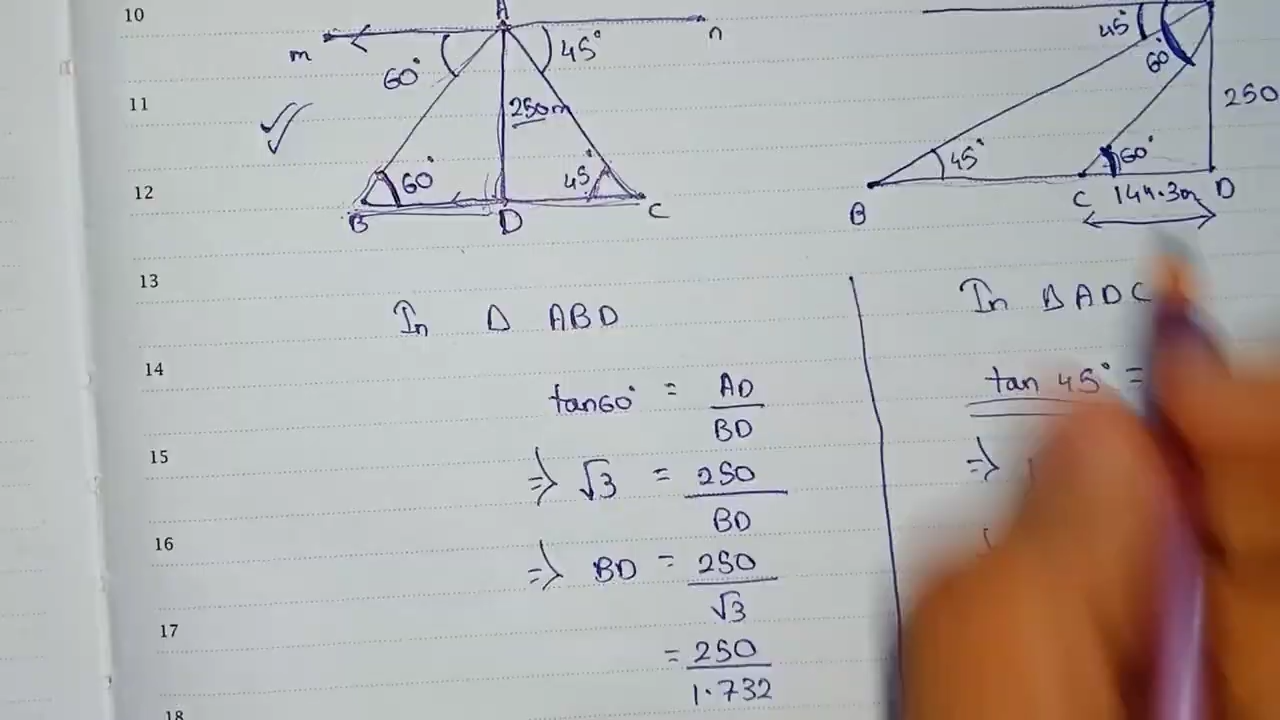 10
A
m
n
60°
45°
11
250m
12
60°
45°
B
D
C
45°
60°
250
45°
60°
B
C
144.3m
D
13
In Δ ABD
In Δ ADC
14
tan60° = AD
BD
tan 45° =
15
⇒ √3 = 250
BD
⇒
16
⇒ BD = 250
√3
17
= 250
1.732
18